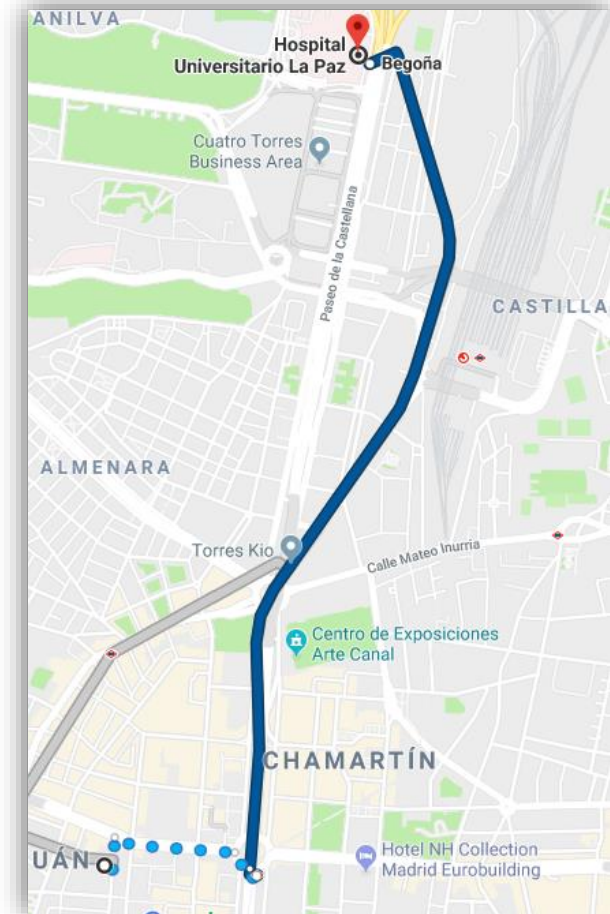 ANILVA
Hospital
Universitario La Paz
Begoña
Cuatro Torres
Business Area
Paseo de la Castellana
CASTILLA
ALMENARA
Torres Kio
Calle Mateo Inurria
Centro de Exposiciones
Arte Canal
CHAMARTÍN
UÁN
Hotel NH Collection
Madrid Eurobuilding